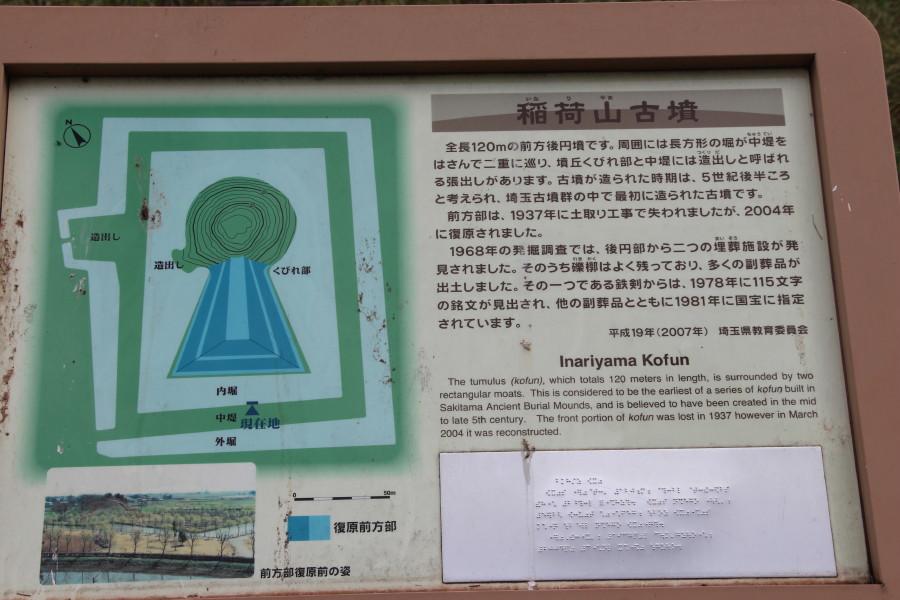 稲荷山古墳
全長120mの前方後円墳です。周囲には長方形の堀が中堤を
はさんで二重に巡り、墳丘くびれ部と中堤には造出しと呼ばれ
る張出しがあります。古墳が造られた時期は、5世紀後半ごろ
と考えられ、埼玉古墳群の中で最初に造られた古墳です。
前方部は、1937年に土取り工事で失われましたが、2004年
に復原されました。
1968年の発掘調査では、後円部から二つの埋葬施設が発
見されました。そのうち礫槨はよく残っており、多くの副葬品が
出土しました。その一つである鉄剣からは、1978年に115文字
の銘文が見出され、他の副葬品とともに1981年に国宝に指定
されています。
平成19年(2007年) 埼玉県教育委員会
Inariyama Kofun
The tumulus (kofun), which totals 120 meters in length, is surrounded by two
rectangular moats. This is considered to be the earliest of a series of kofun built in
Sakitama Ancient Burial Mounds, and is believed to have been created in the mid
to late 5th century. The front portion of kofun was lost in 1937 however in March
2004 it was reconstructed.
N
造出し
造出し
くびれ部
内堀
中堤
現在地
外堀
0 50m
復原前方部
前方部復原前の姿